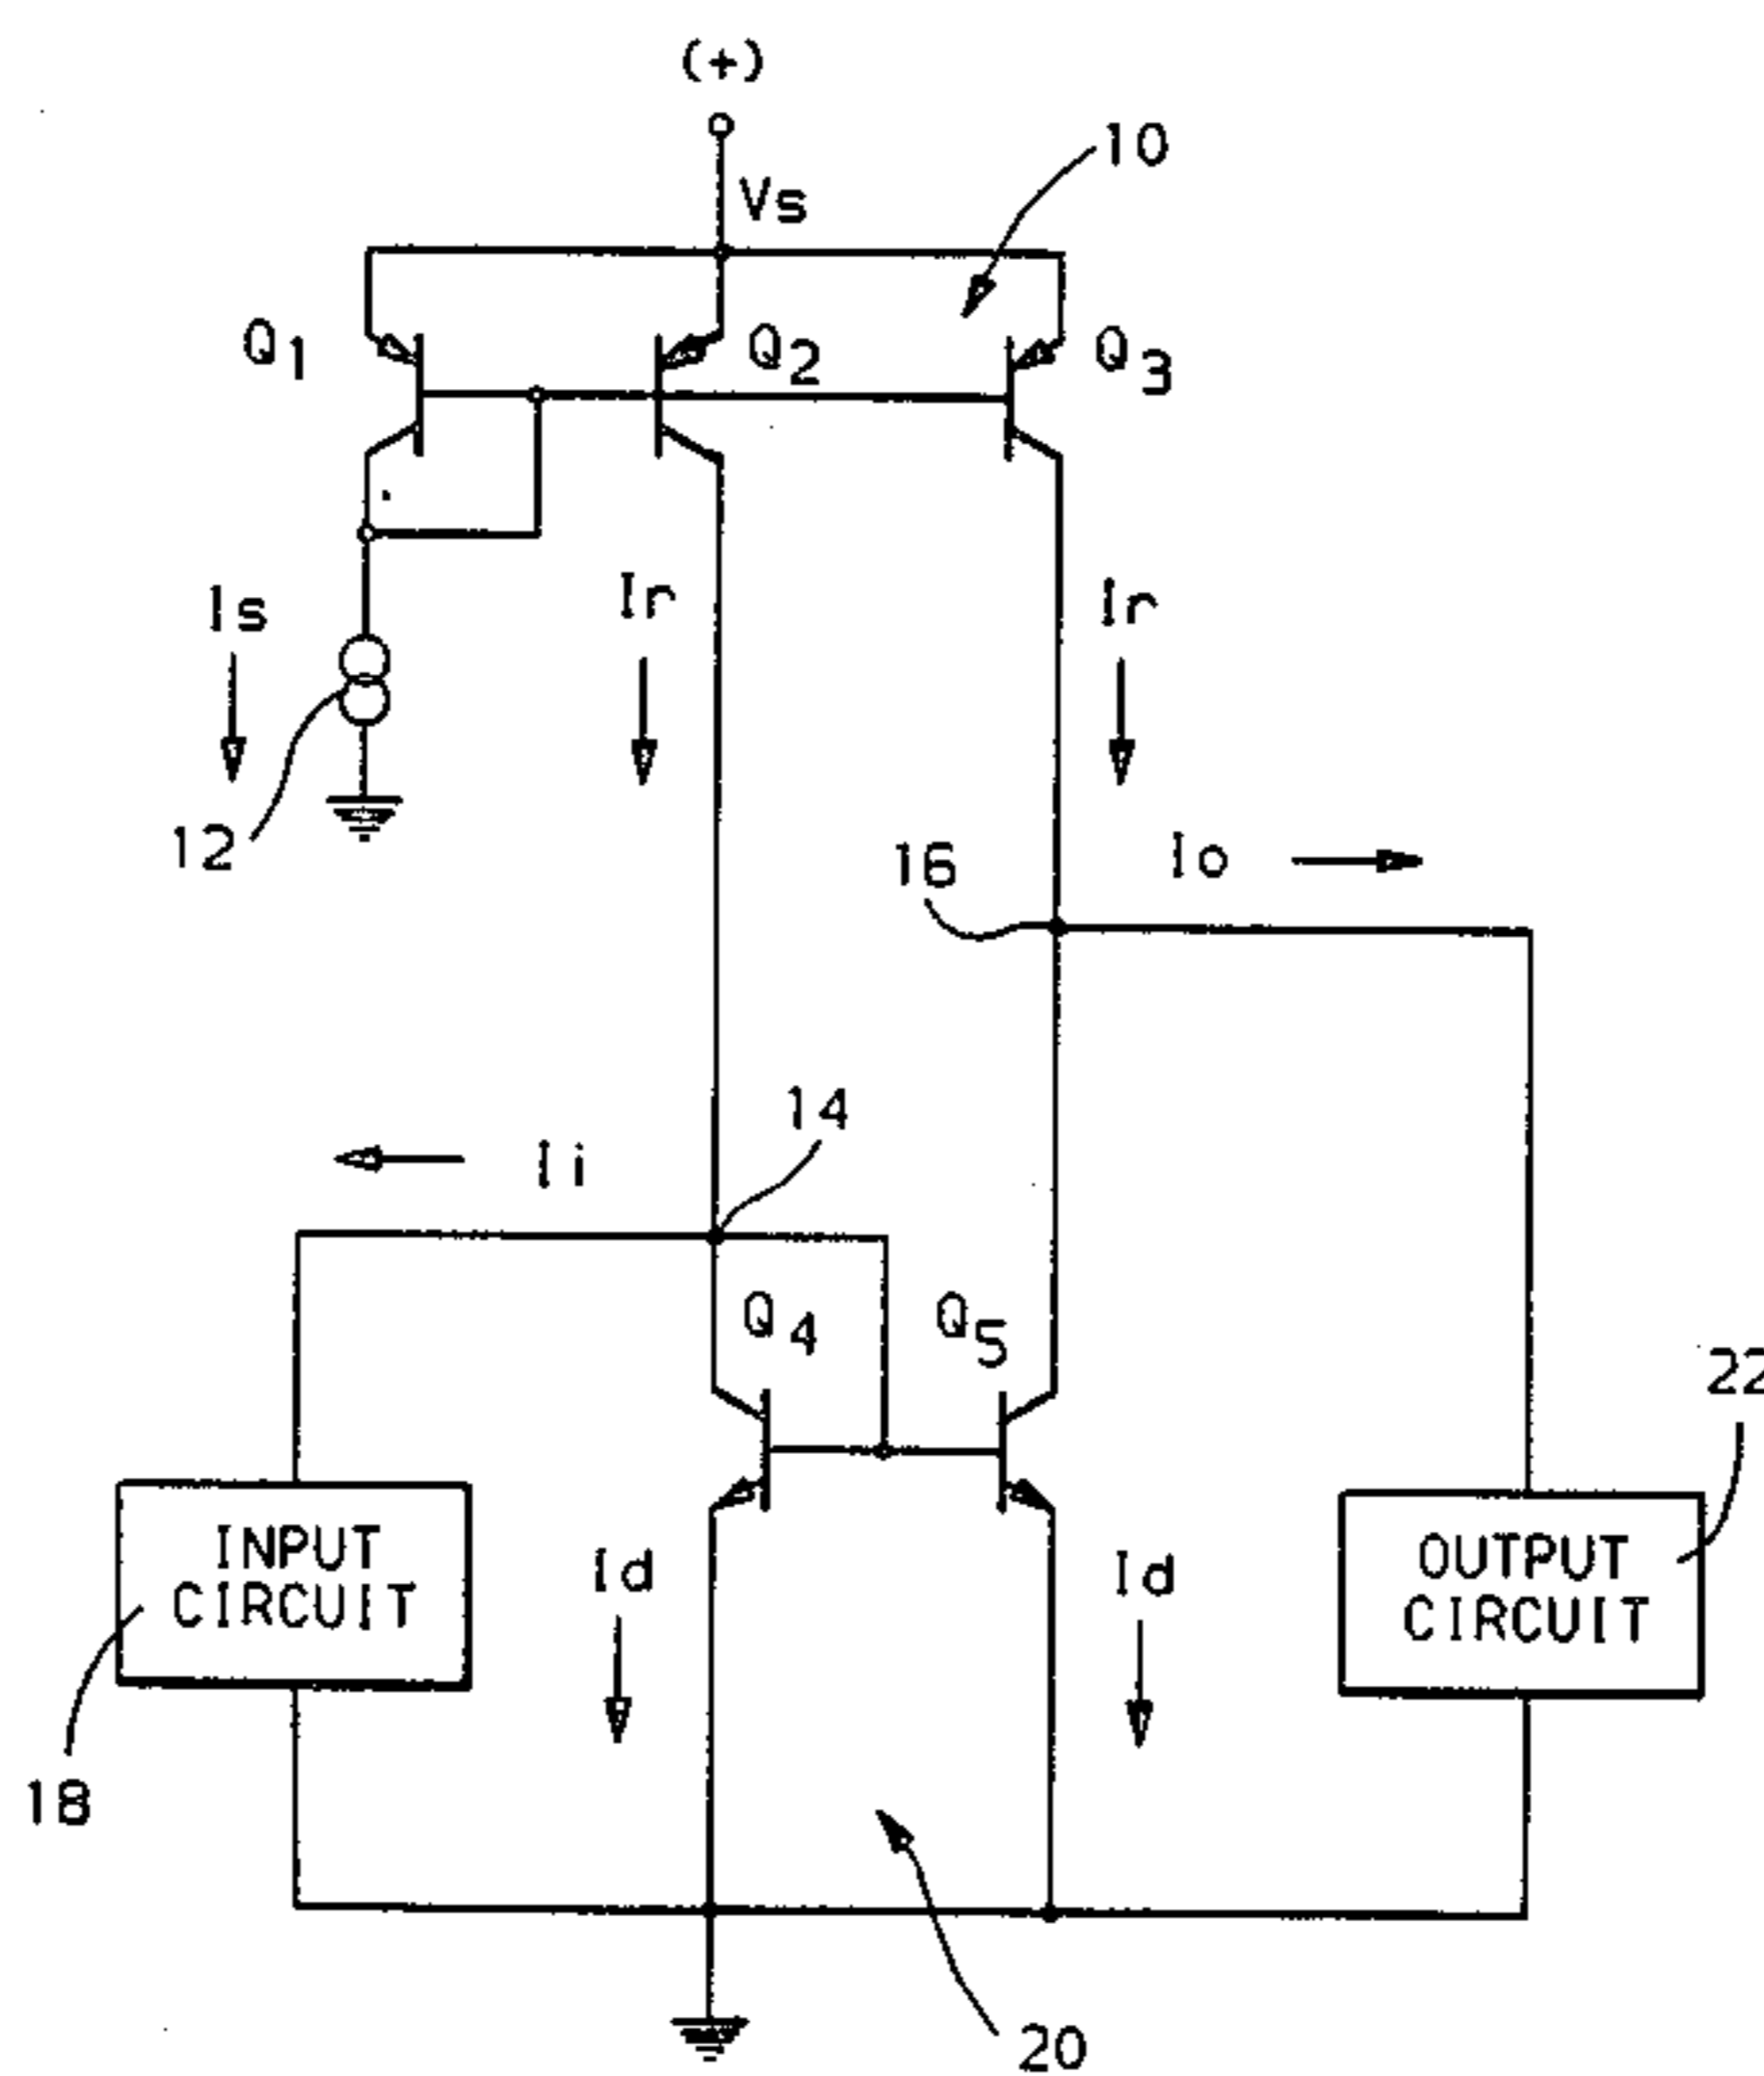 (+)
Vs
10
Q1
Q2
Q3
Is
Ir
Ir
12
16
Io
14
Ii
Q4
Q5
22
INPUT
CIRCUIT
Id
Id
OUTPUT
CIRCUIT
18
20